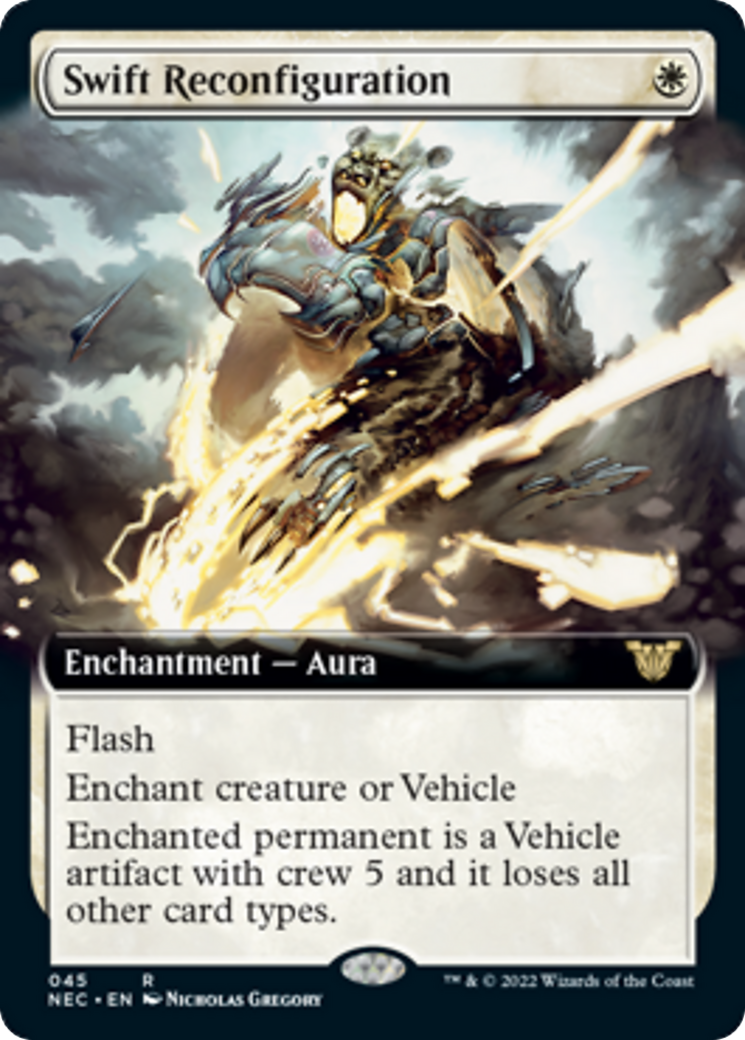 Swift Reconfiguration
Enchantment — Aura
Flash
Enchant creature or Vehicle
Enchanted permanent is a Vehicle
artifact with crew 5 and it loses all
other card types.
045 R
™ & © 2022 Wizards of the Coast
NEC • EN Nicholas Gregory